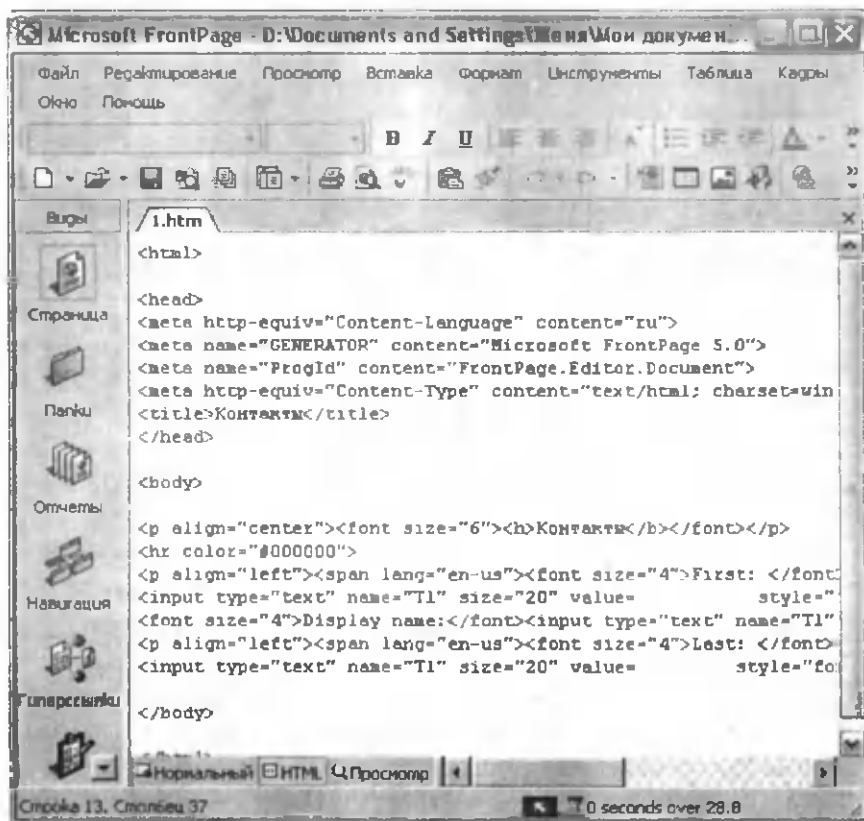 Microsoft FrontPage - D:\Documents and Settings\Женя\Мои докумен...
Файл Редактирование Просмотр Вставка Формат Инструменты Таблица Кадры
Окно Помощь
B I U A
Виды
1.htm
Страница
Папки
Отчеты
Навигация
Гиперссылки
<html>
<head>
<meta http-equiv="Content-Language" content="ru">
<meta name="GENERATOR" content="Microsoft FrontPage 5.0">
<meta name="ProgId" content="FrontPage.Editor.Document">
<meta http-equiv="Content-Type" content="text/html; charset=win
<title>Контакты</title>
</head>
<body>
<p align="center"><font size="6"><b>Контакты</b></font></p>
<hr color="#000000">
<p align="left"><span lang="en-us"><font size="4">First: </font>
<input type="text" name="T1" size="20" value= style="
<font size="4">Display name:</font><input type="text" name="T1"
<p align="left"><span lang="en-us"><font size="4">Last: </font>
<input type="text" name="T1" size="20" value= style="fo
</body>
Нормальный HTML Просмотр
Строка 13, Столбец 37
0 seconds over 28.8